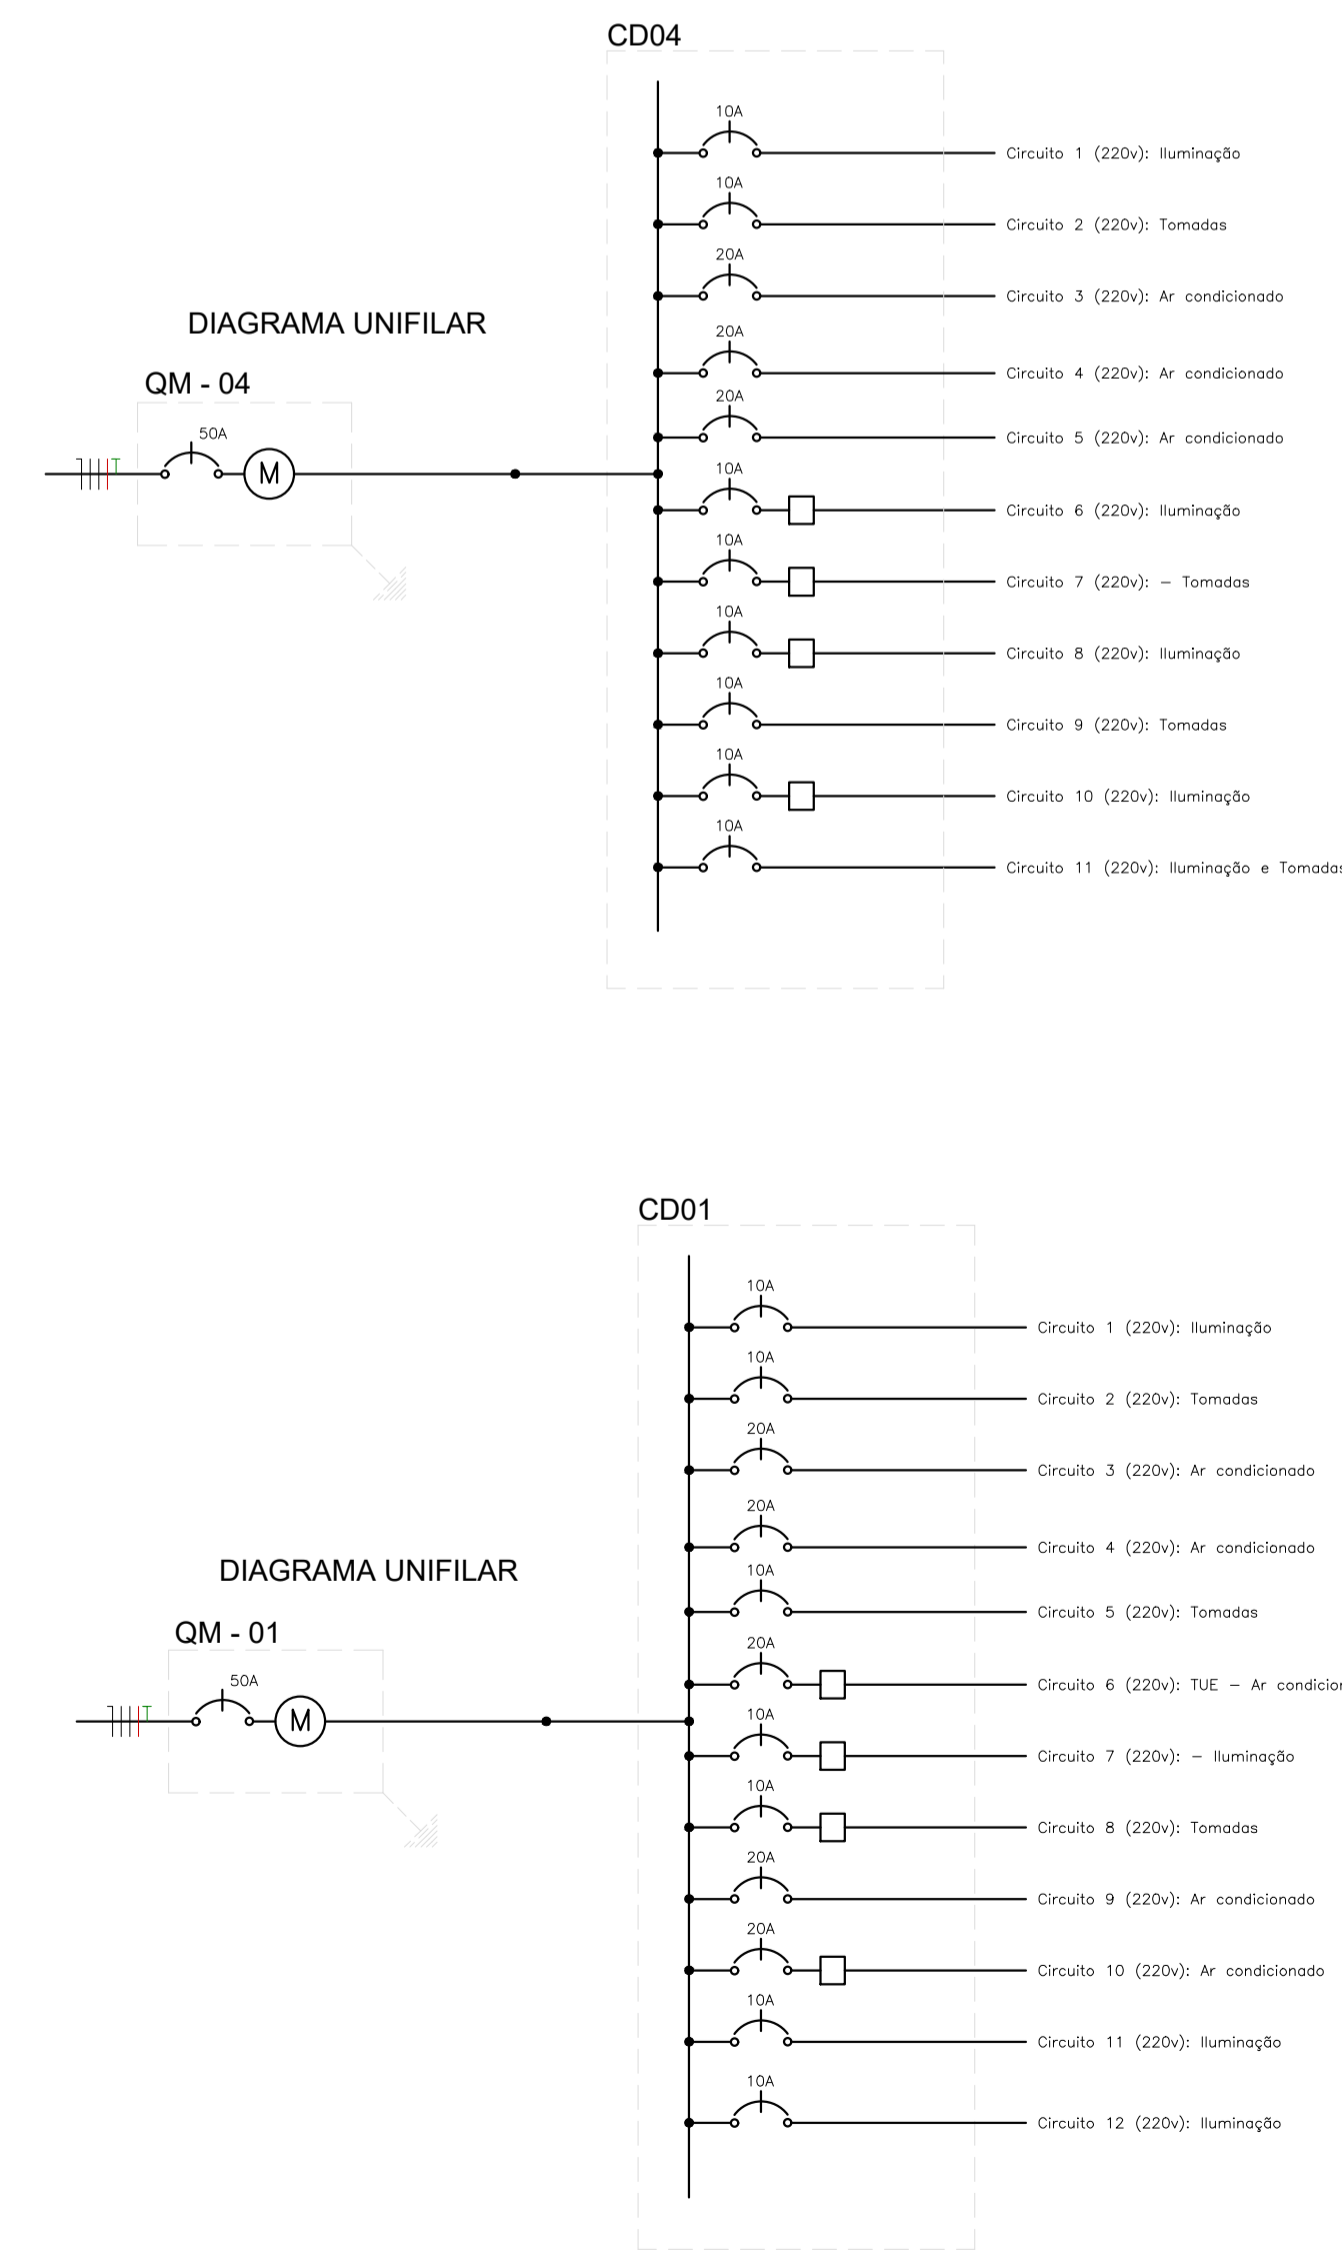 CD04
10A
Circuito 1 (220v): Iluminação
10A
Circuito 2 (220v): Tomadas
20A
Circuito 3 (220v): Ar condicionado
20A
Circuito 4 (220v): Ar condicionado
20A
Circuito 5 (220v): Ar condicionado
DIAGRAMA UNIFILAR
QM - 04
50A
M
10A
Circuito 6 (220v): Iluminação
10A
Circuito 7 (220v): – Tomadas
10A
Circuito 8 (220v): Iluminação
10A
Circuito 9 (220v): Tomadas
10A
Circuito 10 (220v): Iluminação
10A
Circuito 11 (220v): Iluminação e Tomadas
CD01
10A
Circuito 1 (220v): Iluminação
10A
Circuito 2 (220v): Tomadas
20A
Circuito 3 (220v): Ar condicionado
20A
Circuito 4 (220v): Ar condicionado
10A
Circuito 5 (220v): Tomadas
DIAGRAMA UNIFILAR
QM - 01
50A
M
20A
Circuito 6 (220v): TUE – Ar
10A
Circuito 7 (220v): – Iluminação
10A
Circuito 8 (220v): Tomadas
20A
Circuito 9 (220v): Ar condicionado
20A
Circuito 10 (220v): Ar condicionado
10A
Circuito 11 (220v): Iluminação
10A
Circuito 12 (220v): Iluminação